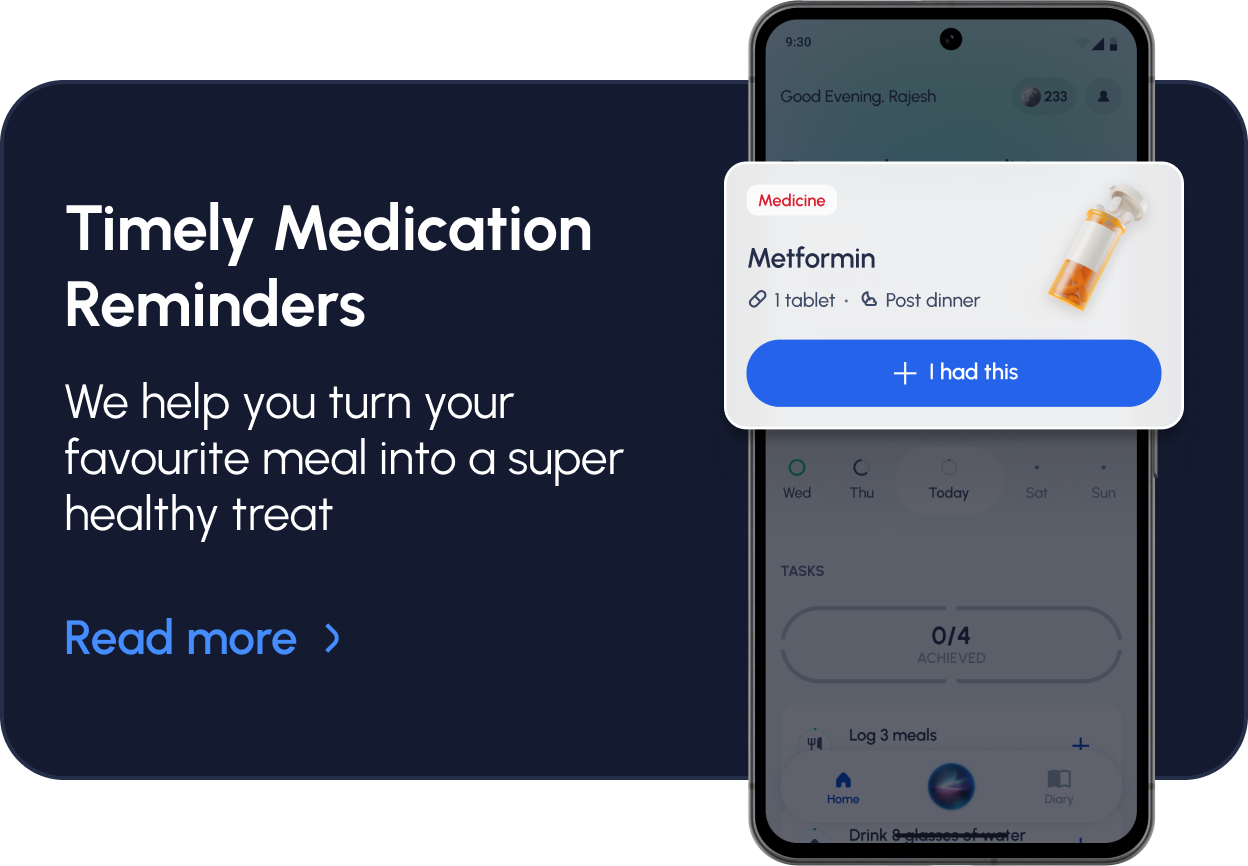 Timely Medication
Reminders
We help you turn your
favourite meal into a super
healthy treat
Read more
9:30
Good Evening, Rajesh
233
Medicine
Metformin
1 tablet · Post dinner
I had this
Wed Thu Today Sat Sun
TASKS
0/4
ACHIEVED
Log 3 meals
Home Diary
Drink 8 glasses of water